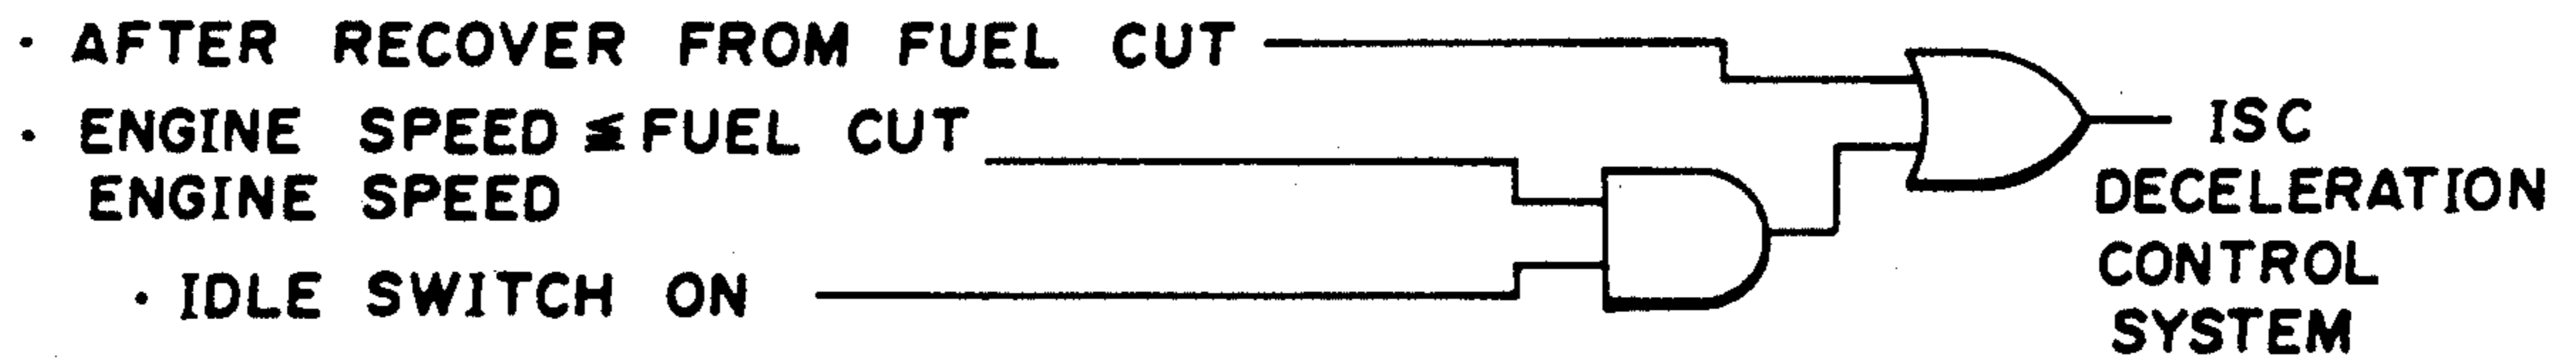 · AFTER RECOVER FROM FUEL CUT
· ENGINE SPEED ≦ FUEL CUT
ENGINE SPEED
· IDLE SWITCH ON
ISC
DECELERATION
CONTROL
SYSTEM